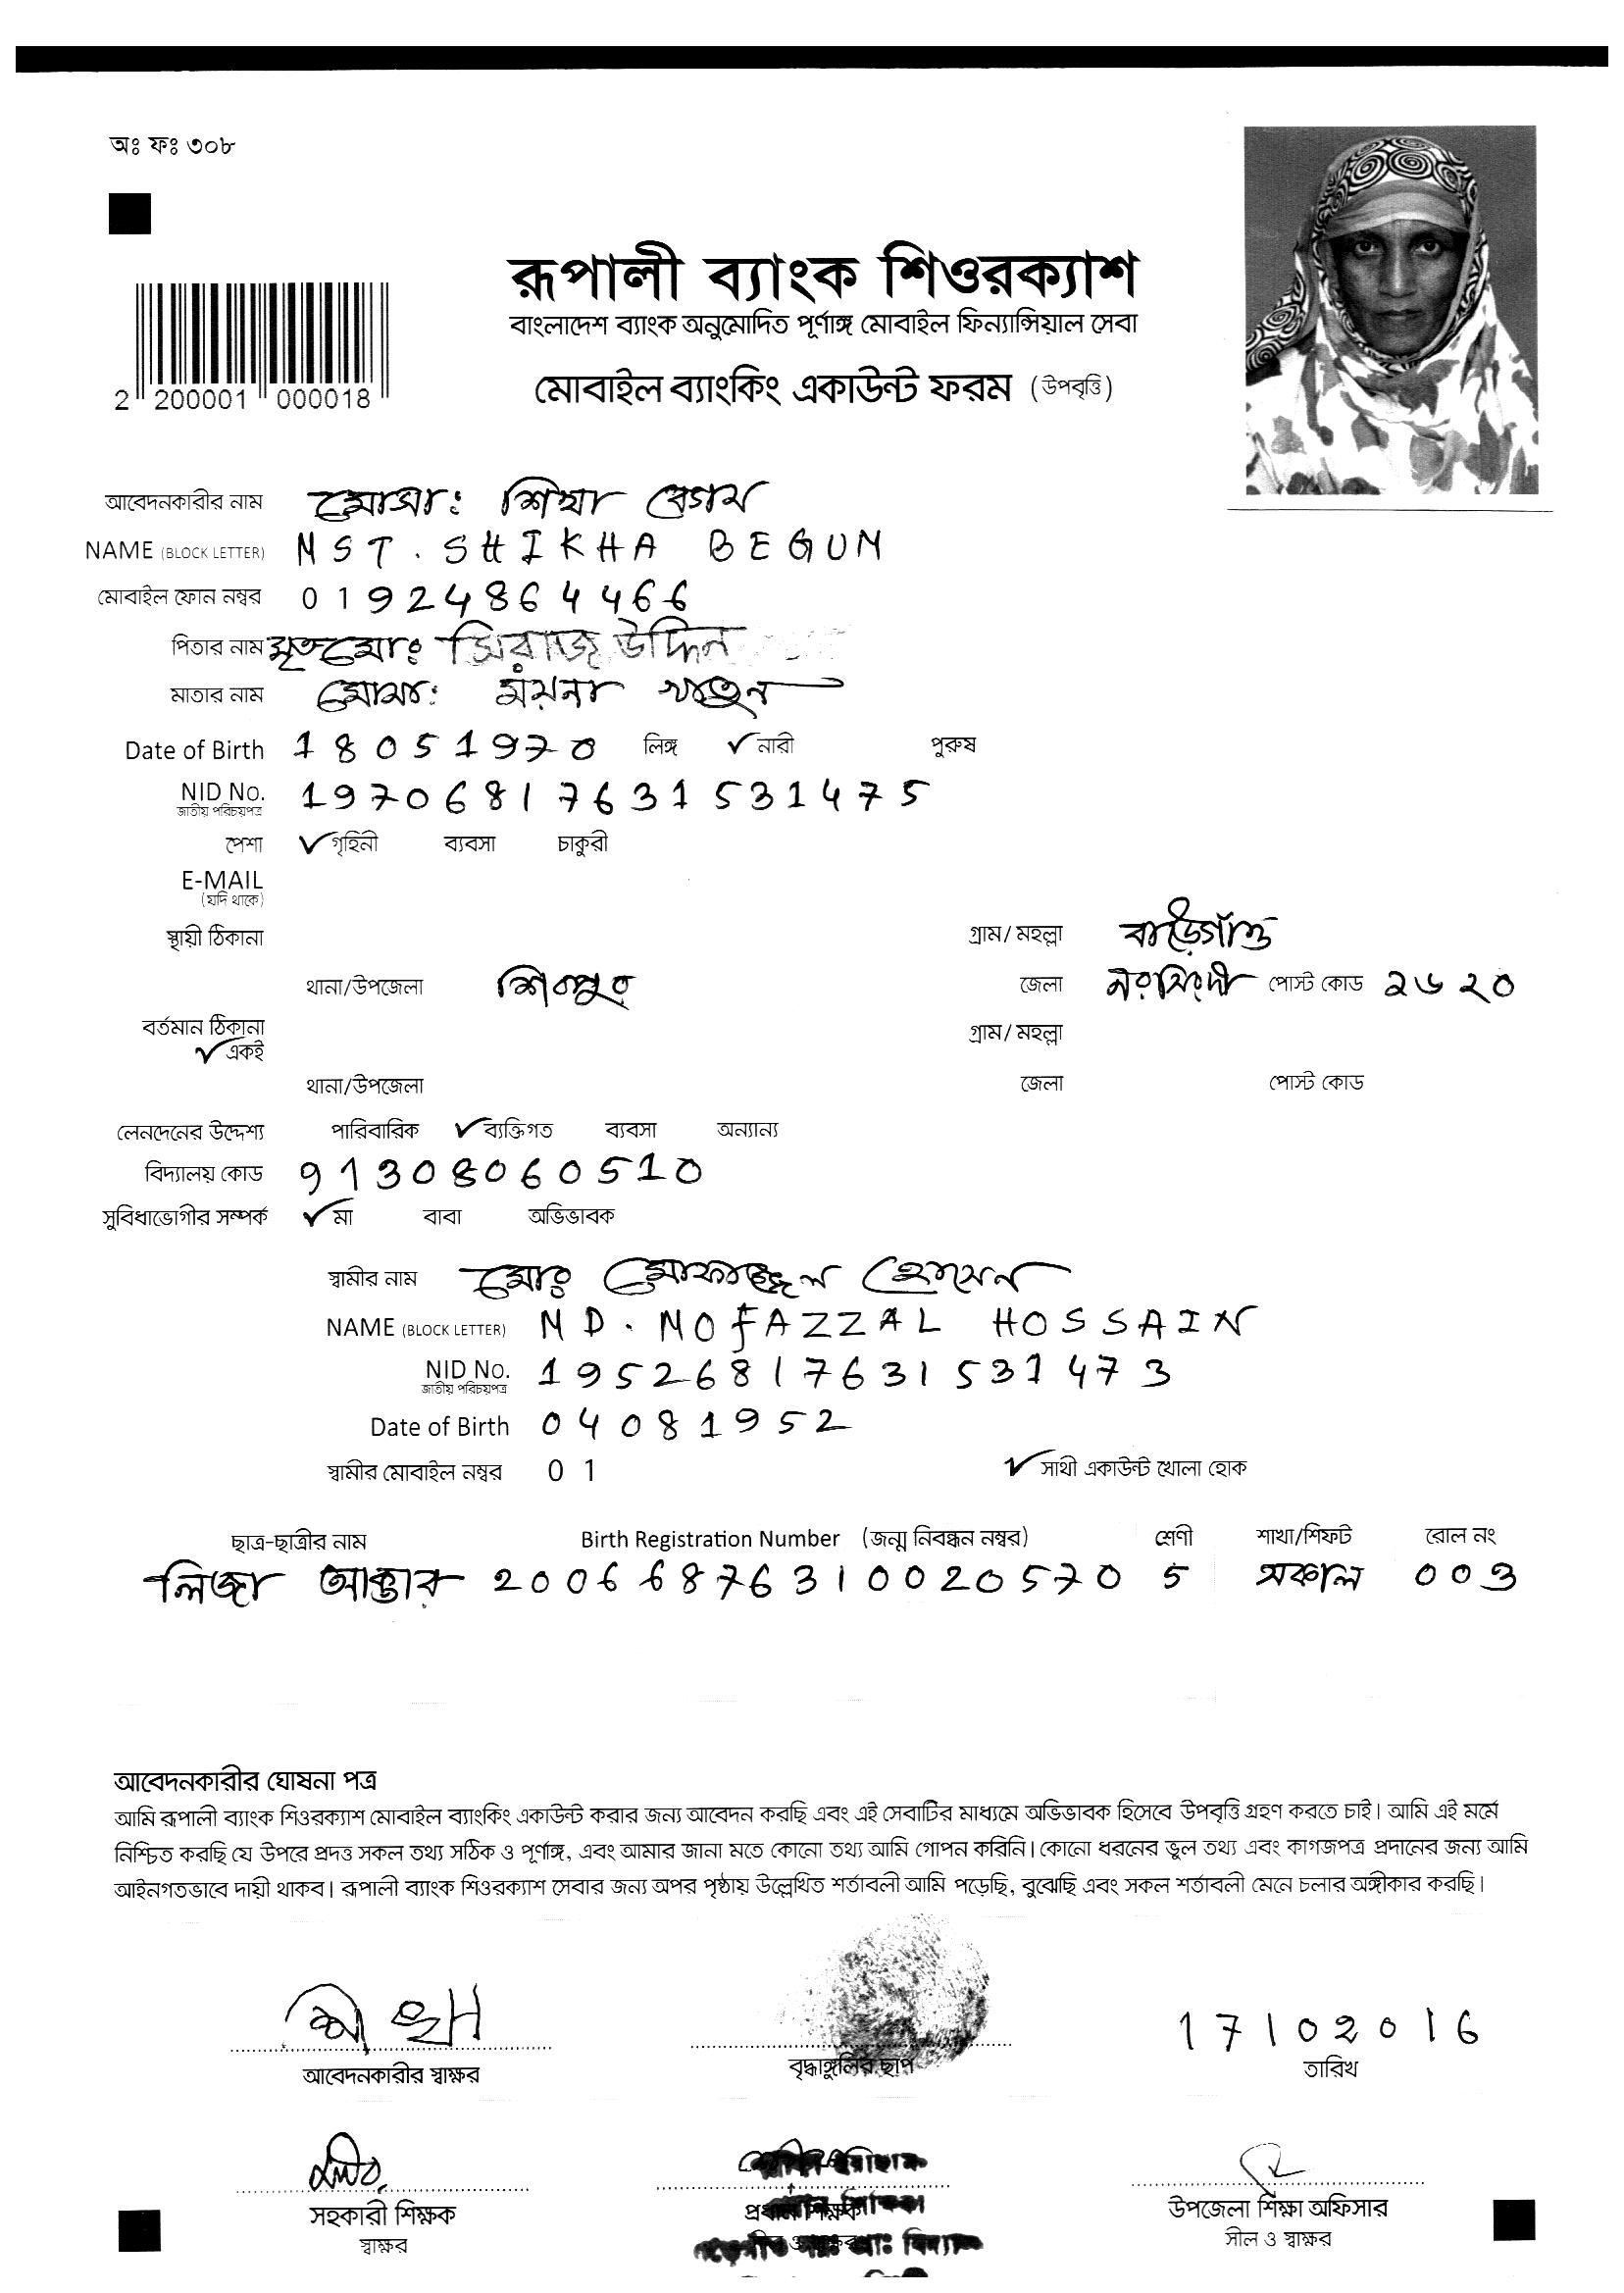 অঃ ফঃ ৩০৮
রূপালী ব্যাংক শিওরক্যাশ
বাংলাদেশ ব্যাংক অনুমোদিত পূর্ণাঙ্গ মোবাইল ফিন্যান্সিয়াল সেবা
মোবাইল ব্যাংকিং একাউন্ট ফরম (উপবৃত্তি)
2 200001 000018
আবেদনকারীর নাম মোসা: শিখা বেগম
NAME (BLOCK LETTER) MST. SHIKHA BEGUM
মোবাইল ফোন নম্বর 01924864466
পিতার নাম মৃত মোঃ সিরাজ উদ্দিন
মাতার নাম মোসা: ময়না খাতুন
Date of Birth 18051970 লিঙ্গ ✓ নারী পুরুষ
NID No. 19706817631531475
জাতীয় পরিচয়পত্র
পেশা ✓ গৃহিনী ব্যবসা চাকুরী
E-MAIL
(যদি থাকে)
স্থায়ী ঠিকানা গ্রাম/ মহল্লা বাড়ৈগাঁও
থানা/উপজেলা শিবপুর জেলা নরসিংদী পোস্ট কোড ২৬২০
বর্তমান ঠিকানা গ্রাম/ মহল্লা
✓ একই
থানা/উপজেলা জেলা পোস্ট কোড
লেনদেনের উদ্দেশ্য পারিবারিক ✓ ব্যক্তিগত ব্যবসা অন্যান্য
বিদ্যালয় কোড 91308060510
সুবিধাভোগীর সম্পর্ক ✓ মা বাবা অভিভাবক
স্বামীর নাম মোঃ মোফাজ্জল হোসেন
NAME (BLOCK LETTER) MD. MOFAZZAL HOSSAIN
NID No. 19526817631531473
জাতীয় পরিচয়পত্র
Date of Birth 04081952
স্বামীর মোবাইল নম্বর 01 ✓ সাথী একাউন্ট খোলা হোক
ছাত্র-ছাত্রীর নাম Birth Registration Number (জন্ম নিবন্ধন নম্বর) শ্রেণী শাখা/শিফট রোল নং
লিজা আক্তার 20066876310020570 5 সকাল 003
আবেদনকারীর ঘোষনা পত্র
আমি রূপালী ব্যাংক শিওরক্যাশ মোবাইল ব্যাংকিং একাউন্ট করার জন্য আবেদন করছি এবং এই সেবাটির মাধ্যমে অভিভাবক হিসেবে উপবৃত্তি গ্রহণ করতে চাই। আমি এই মর্মে
নিশ্চিত করছি যে উপরে প্রদত্ত সকল তথ্য সঠিক ও পূর্ণাঙ্গ, এবং আমার জানা মতে কোনো তথ্য আমি গোপন করিনি। কোনো ধরনের ভুল তথ্য এবং কাগজপত্র প্রদানের জন্য আমি
আইনগতভাবে দায়ী থাকব। রূপালী ব্যাংক শিওরক্যাশ সেবার জন্য অপর পৃষ্ঠায় উল্লেখিত শর্তাবলী আমি পড়েছি, বুঝেছি এবং সকল শর্তাবলী মেনে চলার অঙ্গীকার করছি।
শিখা 17102016
আবেদনকারীর স্বাক্ষর বৃদ্ধাঙ্গুলির ছাপ তারিখ
সহকারী শিক্ষক প্রধান শিক্ষক উপজেলা শিক্ষা অফিসার
স্বাক্ষর সীল ও স্বাক্ষর